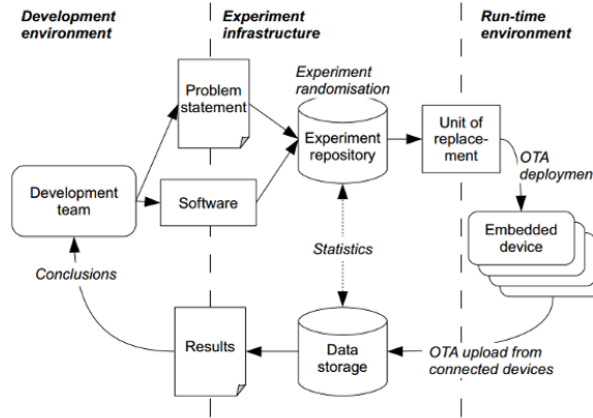 Development
environment
Experiment
infrastructure
Run-time
environment
Problem
statement
Experiment
randomisation
Experiment
repository
Unit of
replace-
ment
OTA
deployment
Development
team
Software
Embedded
device
Statistics
Conclusions
Results
Data
storage
OTA upload from
connected devices